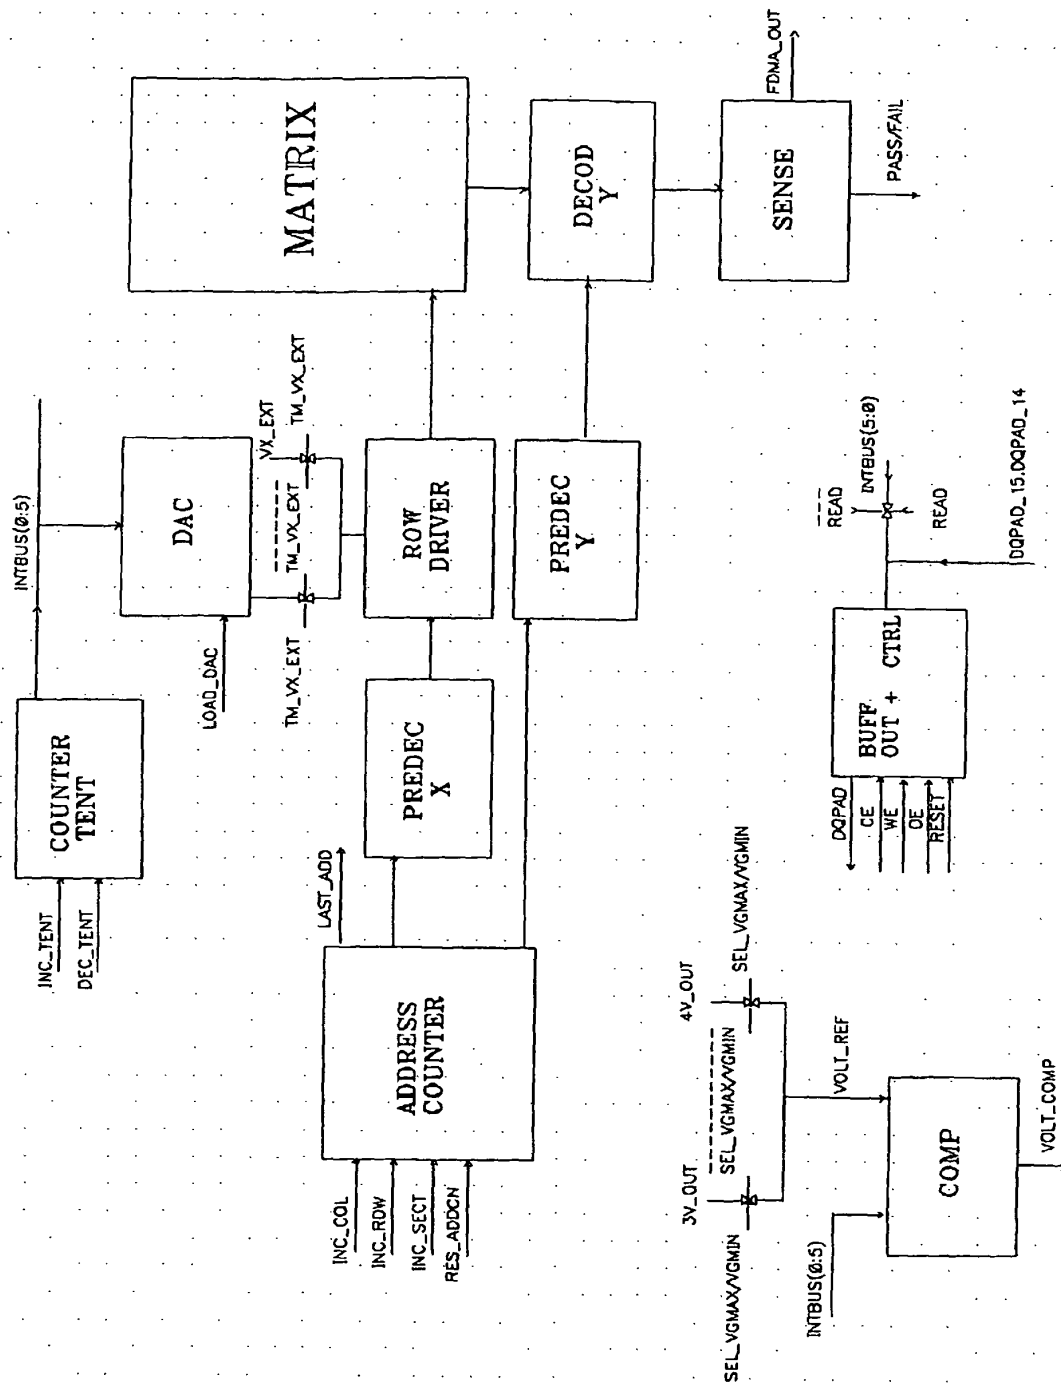 INC_TENT
DEC_TENT
COUNTER
TENT
INTBUS(0:5)
LOAD_DAC
DAC
TM_VX_EXT
TM_VX_EXT
VX_EXT
TM_VX_EXT
MATRIX
INC_COL
INC_ROW
INC_SECT
RES_ADDCN
ADDRESS
COUNTER
LAST_ADD
PREDEC
X
ROW
DRIVER
PREDEC
Y
DECOD
Y
SENSE
FDMA_OUT
PASS/FAIL
3V_OUT
4V_OUT
SEL_VGMAX/VGMIN
SEL_VGMAX/VGMIN
SEL_VGMAX/VGMIN
VOLT_REF
INTBUS(0:5)
COMP
VOLT_COMP
DQPAD
CE
WE
OE
RESET
BUFF
OUT + CTRL
READ
INTBUS(5:0)
READ
DQPAD_15.DQPAD_14